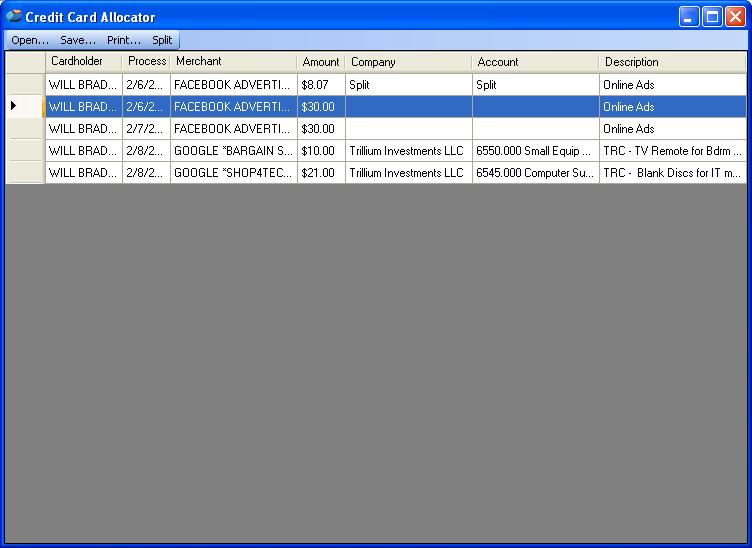 Credit Card Allocator
Open... Save... Print... Split
Cardholder Process Merchant Amount Company Account Description
WILL BRAD... 2/6/2... FACEBOOK ADVERTI... $8.07 Split Split Online Ads
WILL BRAD... 2/6/2... FACEBOOK ADVERTI... $30.00 Online Ads
WILL BRAD... 2/7/2... FACEBOOK ADVERTI... $30.00 Online Ads
WILL BRAD... 2/8/2... GOOGLE *BARGAIN S... $10.00 Trillium Investments LLC 6550.000 Small Equip ... TRC - TV Remote for Bdrm ...
WILL BRAD... 2/8/2... GOOGLE *SHOP4TEC... $21.00 Trillium Investments LLC 6545.000 Computer Su... TRC - Blank Discs for IT m...